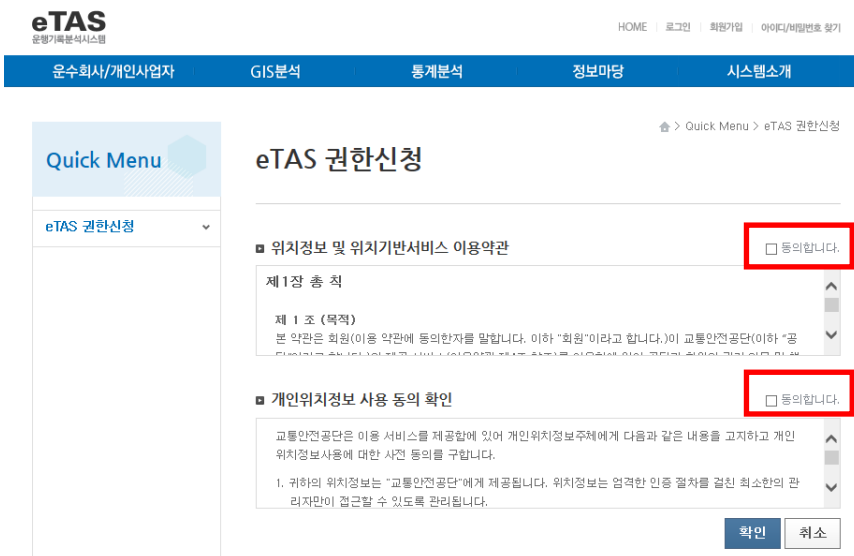 eTAS
운행기록분석시스템
HOME 로그인 회원가입 아이디/비밀번호 찾기
운수회사/개인사업자 GIS분석 통계분석 정보마당 시스템소개
> Quick Menu > eTAS 권한신청
Quick Menu
eTAS 권한신청
eTAS 권한신청
위치정보 및 위치기반서비스 이용약관
동의합니다.
제1장 총 칙
제 1 조 (목적)
본 약관은 회원(이용 약관에 동의한자를 말합니다. 이하 "회원"이라고 합니다.)이 교통안전공단(이하 "공
개인위치정보 사용 동의 확인
동의합니다.
교통안전공단은 이용 서비스를 제공함에 있어 개인위치정보주체에게 다음과 같은 내용을 고지하고 개인
위치정보사용에 대한 사전 동의를 구합니다.
1. 귀하의 위치정보는 "교통안전공단"에게 제공됩니다. 위치정보는 엄격한 인증 절차를 걸친 최소한의 관
리자만이 접근할 수 있도록 관리됩니다.
확인 취소